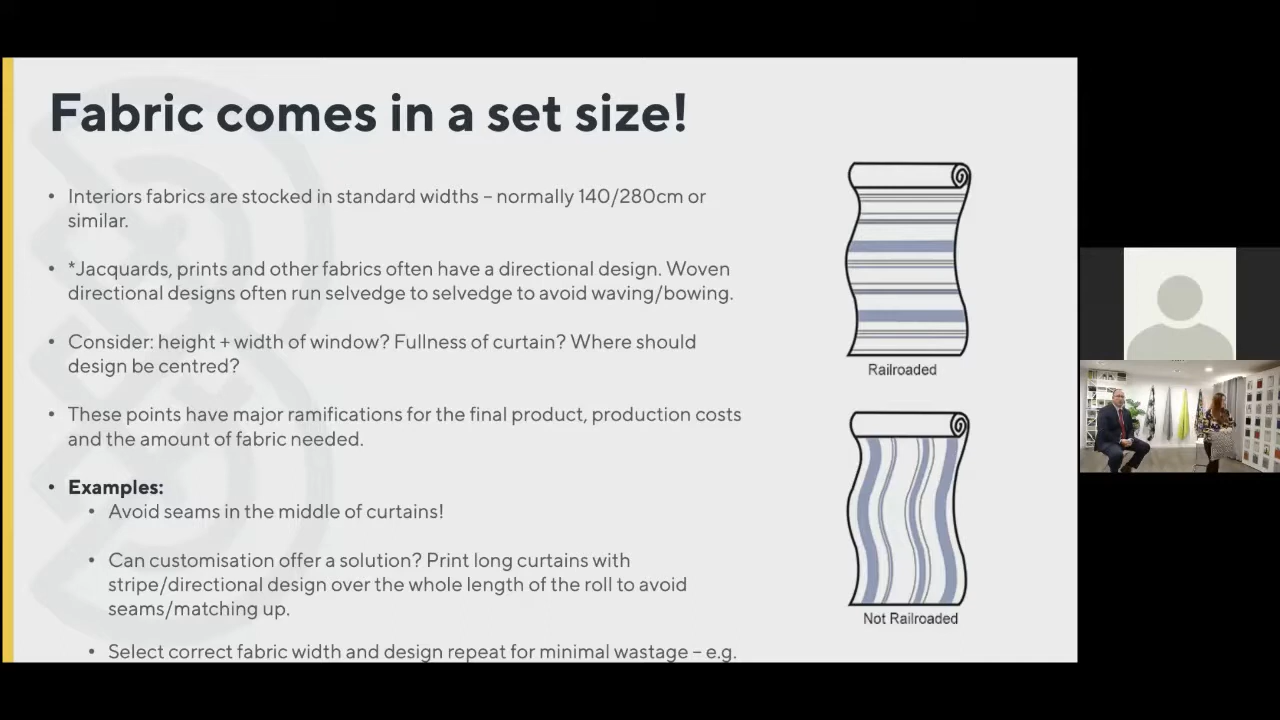 Fabric comes in a set size!
• Interiors fabrics are stocked in standard widths – normally 140/280cm or
similar.
• *Jacquards, prints and other fabrics often have a directional design. Woven
directional designs often run selvedge to selvedge to avoid waving/bowing.
• Consider: height + width of window? Fullness of curtain? Where should
design be centred?
• These points have major ramifications for the final product, production costs
and the amount of fabric needed.
• Examples:
• Avoid seams in the middle of curtains!
• Can customisation offer a solution? Print long curtains with
stripe/directional design over the whole length of the roll to avoid
seams/matching up.
• Select correct fabric width and design repeat for minimal wastage – e.g.
Railroaded
Not Railroaded